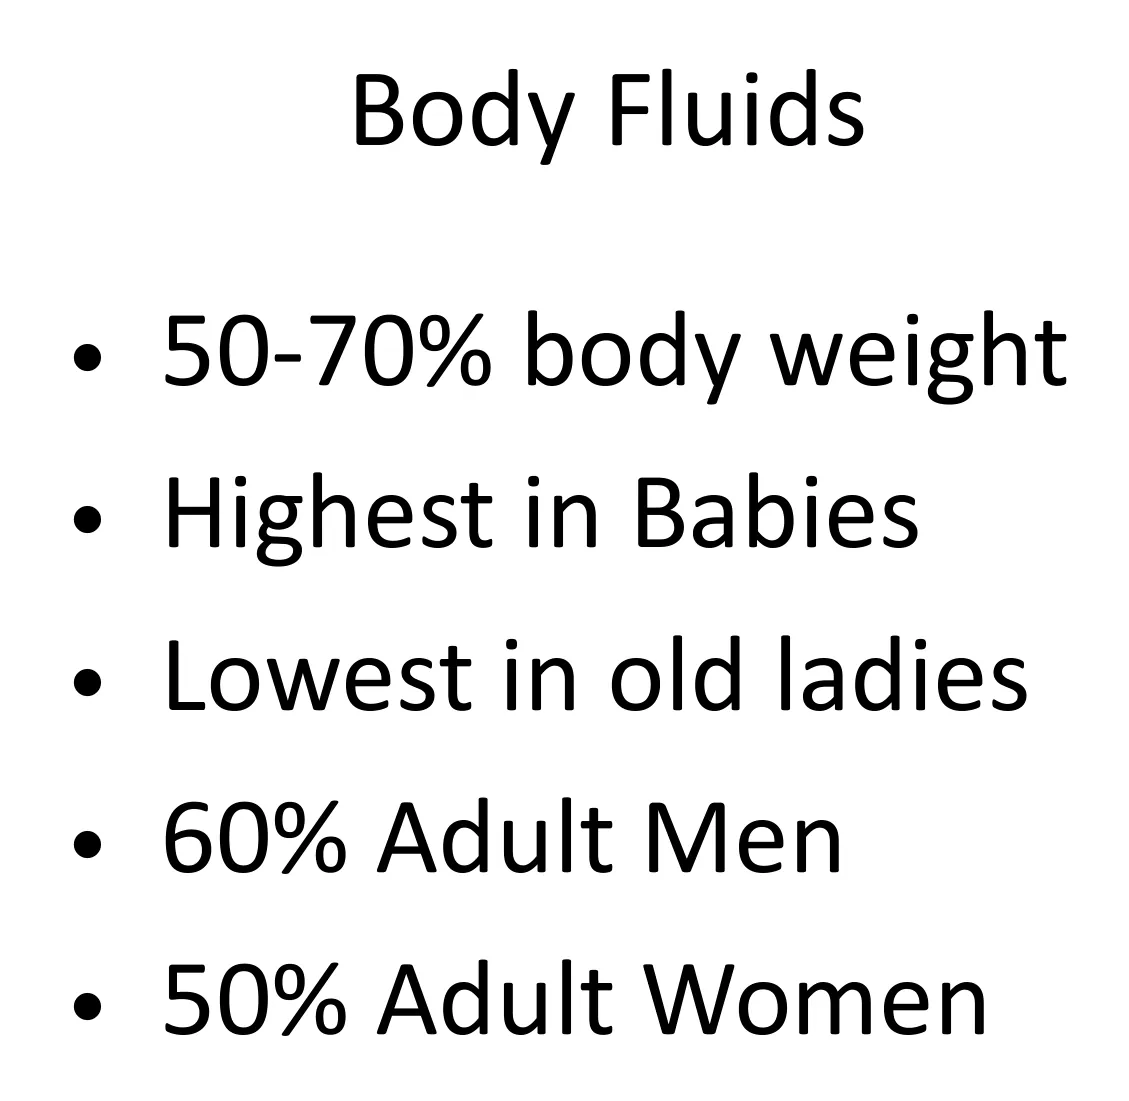 Body Fluids
• 50-70% body weight
• Highest in Babies
• Lowest in old ladies
• 60% Adult Men
• 50% Adult Women